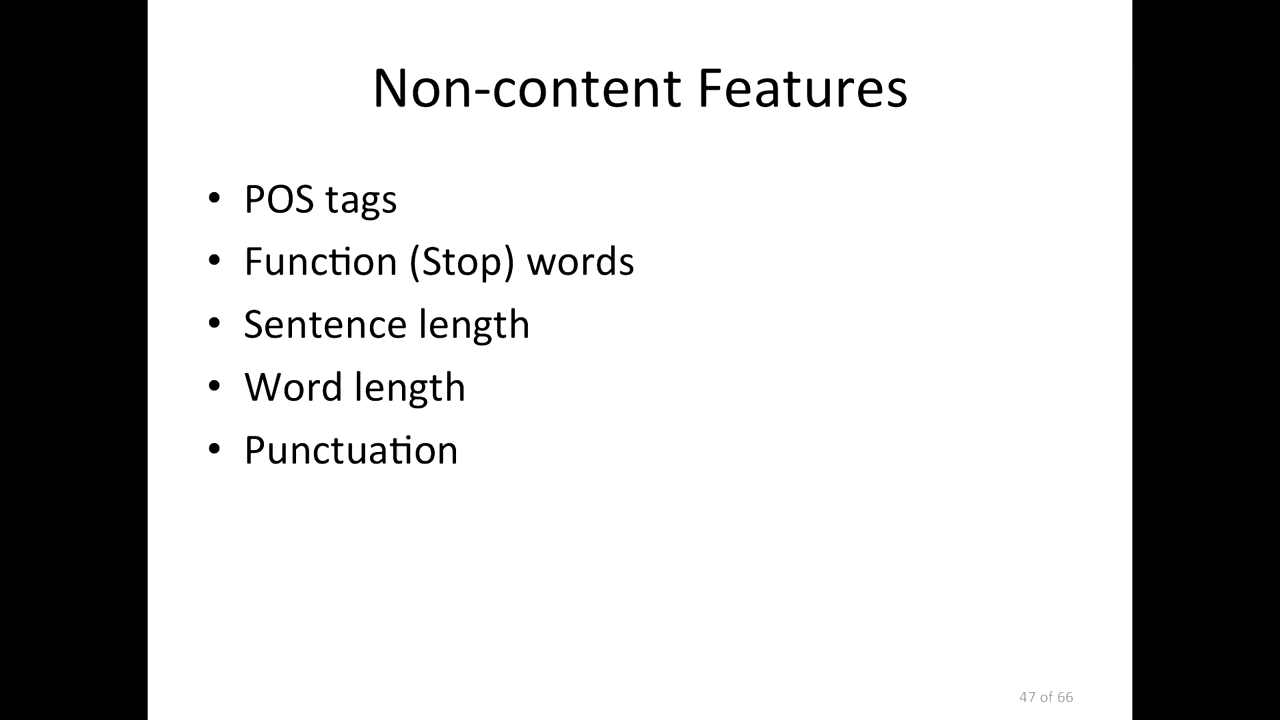 Non-content Features
• POS tags
• Function (Stop) words
• Sentence length
• Word length
• Punctuation
47 of 66